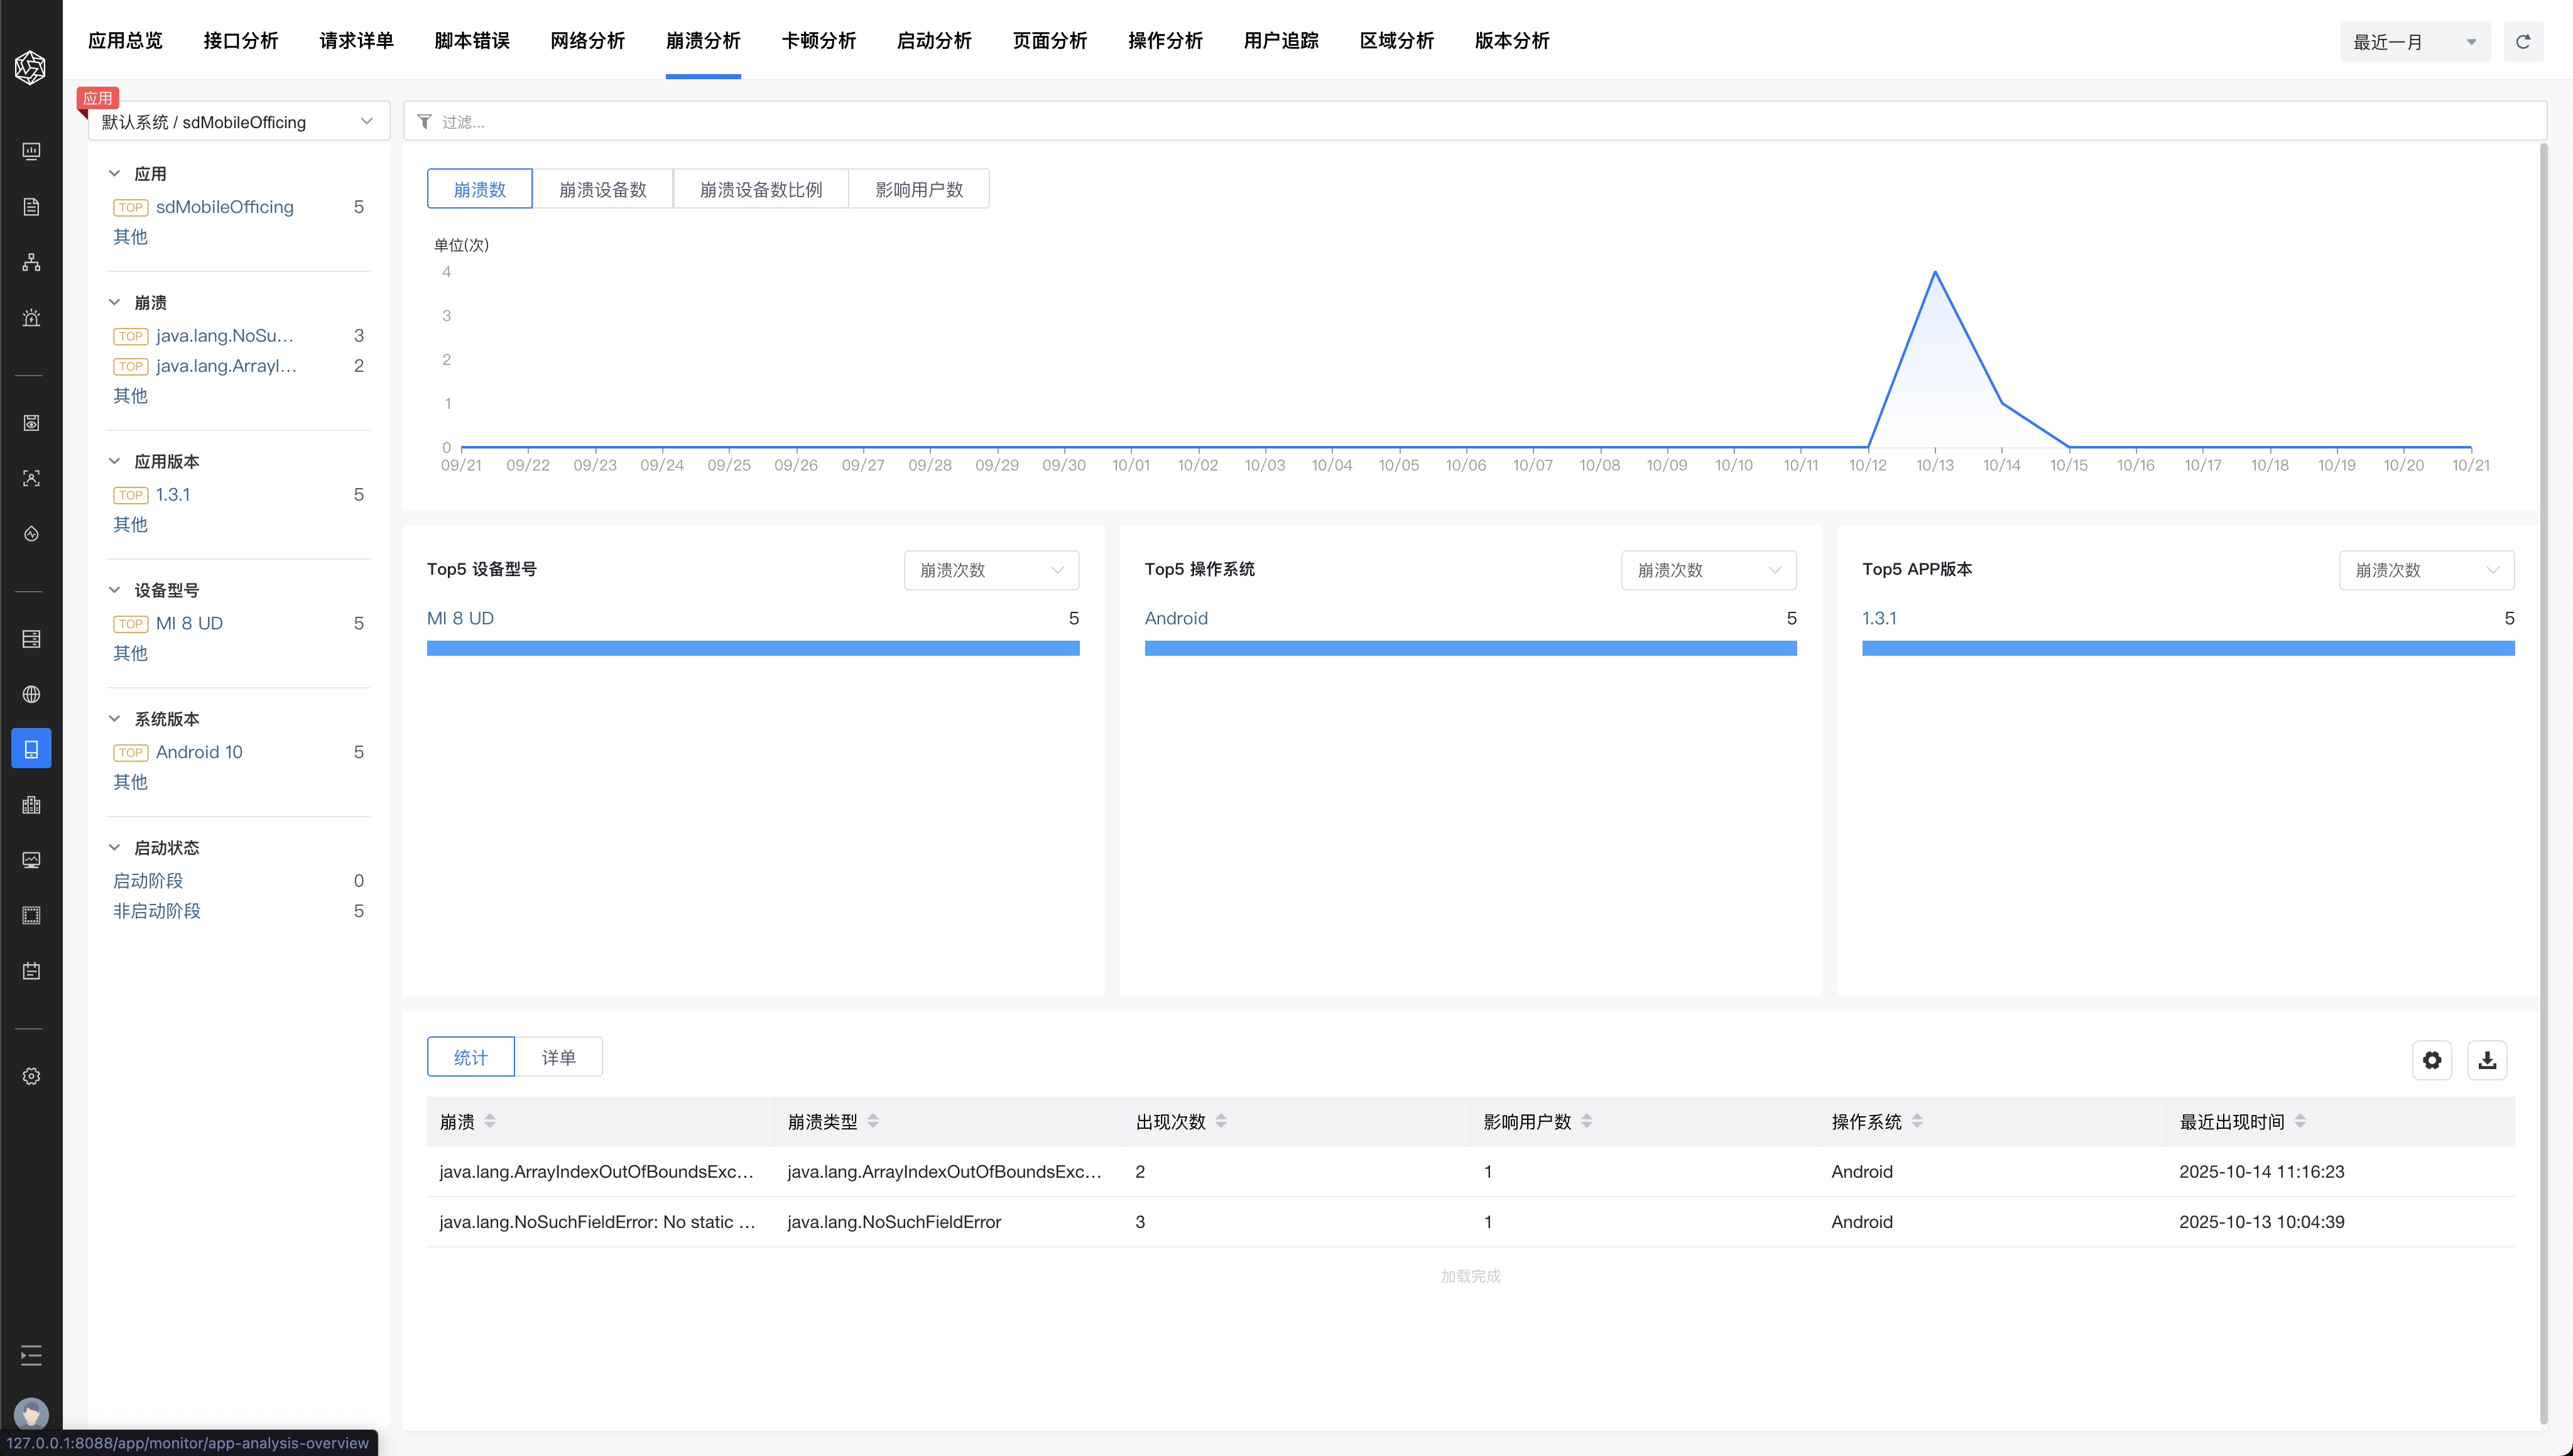 应用总览 接口分析 请求详单 脚本错误 网络分析 崩溃分析 卡顿分析 启动分析 页面分析 操作分析 用户追踪 区域分析 版本分析 最近一月
应用
默认系统 / sdMobileOfficing
过滤...
应用
TOP sdMobileOfficing 5
其他
崩溃
TOP java.lang.NoSu... 3
TOP java.lang.ArrayI... 2
其他
应用版本
TOP 1.3.1 5
其他
设备型号
TOP MI 8 UD 5
其他
系统版本
TOP Android 10 5
其他
启动状态
启动阶段 0
非启动阶段 5
崩溃数 崩溃设备数 崩溃设备数比例 影响用户数
单位(次)
4
3
2
1
0
09/21 09/22 09/23 09/24 09/25 09/26 09/27 09/28 09/29 09/30 10/01 10/02 10/03 10/04 10/05 10/06 10/07 10/08 10/09 10/10 10/11 10/12 10/13 10/14 10/15 10/16 10/17 10/18 10/19 10/20 10/21
Top5 设备型号 崩溃次数
MI 8 UD 5
Top5 操作系统 崩溃次数
Android 5
Top5 APP版本 崩溃次数
1.3.1 5
统计 详单
崩溃 崩溃类型 出现次数 影响用户数 操作系统 最近出现时间
java.lang.ArrayIndexOutOfBoundsExc... java.lang.ArrayIndexOutOfBoundsExc... 2 1 Android 2025-10-14 11:16:23
java.lang.NoSuchFieldError: No static ... java.lang.NoSuchFieldError 3 1 Android 2025-10-13 10:04:39
加载完成
127.0.0.1:8088/app/monitor/app-analysis-overview